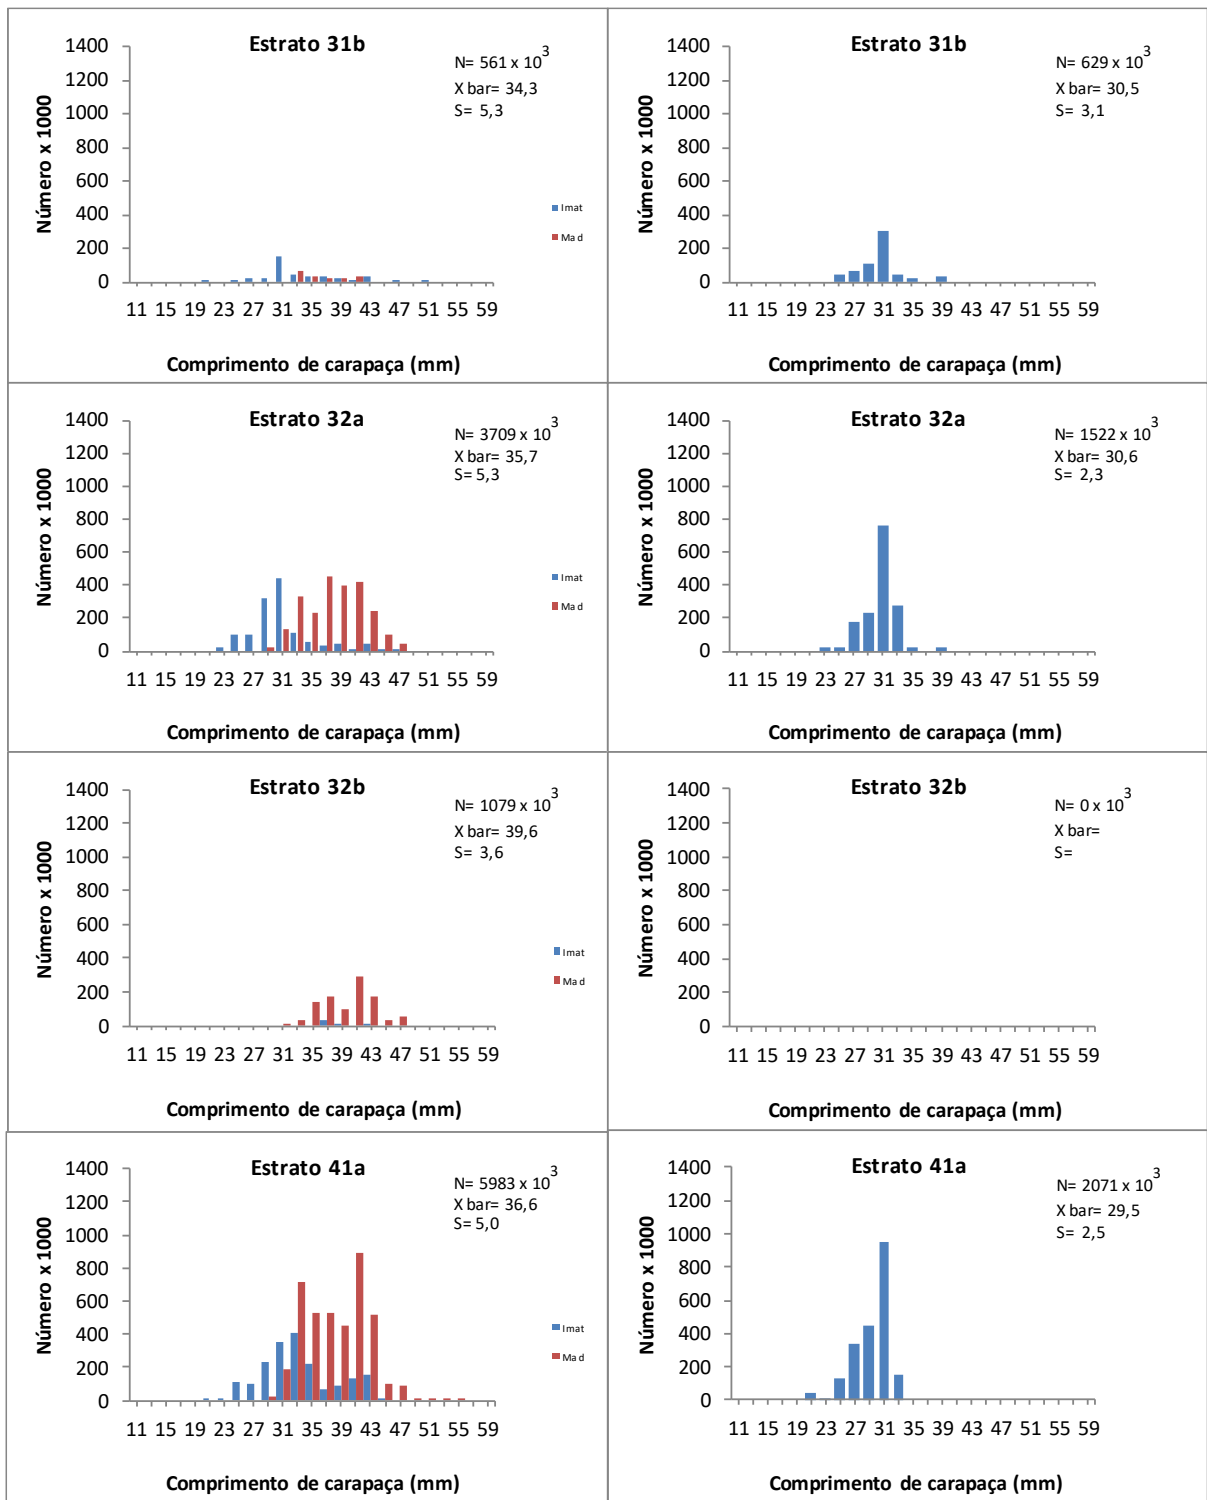 Estrato 31b
N= 561 x 10³
X bar= 34,3
S= 5,3
Número x 1000
1400
1200
1000
800
600
400
200
0
Imat
Mad
11 15 19 23 27 31 35 39 43 47 51 55 59
Comprimento de carapaça (mm)
Estrato 31b
N= 629 x 10³
X bar= 30,5
S= 3,1
Número x 1000
1400
1200
1000
800
600
400
200
0
11 15 19 23 27 31 35 39 43 47 51 55 59
Comprimento de carapaça (mm)
Estrato 32a
N= 3709 x 10³
X bar= 35,7
S= 5,3
Número x 1000
1400
1200
1000
800
600
400
200
0
Imat
Mad
11 15 19 23 27 31 35 39 43 47 51 55 59
Comprimento de carapaça (mm)
Estrato 32a
N= 1522 x 10³
X bar= 30,6
S= 2,3
Número x 1000
1400
1200
1000
800
600
400
200
0
11 15 19 23 27 31 35 39 43 47 51 55 59
Comprimento de carapaça (mm)
Estrato 32b
N= 1079 x 10³
X bar= 39,6
S= 3,6
Número x 1000
1400
1200
1000
800
600
400
200
0
Imat
Mad
11 15 19 23 27 31 35 39 43 47 51 55 59
Comprimento de carapaça (mm)
Estrato 32b
N= 0 x 10³
X bar=
S=
Número x 1000
1400
1200
1000
800
600
400
200
0
11 15 19 23 27 31 35 39 43 47 51 55 59
Comprimento de carapaça (mm)
Estrato 41a
N= 5983 x 10³
X bar= 36,6
S= 5,0
Número x 1000
1400
1200
1000
800
600
400
200
0
Imat
Mad
11 15 19 23 27 31 35 39 43 47 51 55 59
Comprimento de carapaça (mm)
Estrato 41a
N= 2071 x 10³
X bar= 29,5
S= 2,5
Número x 1000
1400
1200
1000
800
600
400
200
0
11 15 19 23 27 31 35 39 43 47 51 55 59
Comprimento de carapaça (mm)